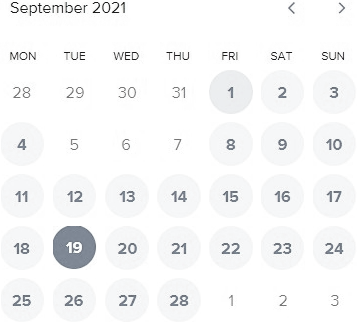 September 2021
MON TUE WED THU FRI SAT SUN
28 29 30 31 1 2 3
4 5 6 7 8 9 10
11 12 13 14 15 16 17
18 19 20 21 22 23 24
25 26 27 28 1 2 3